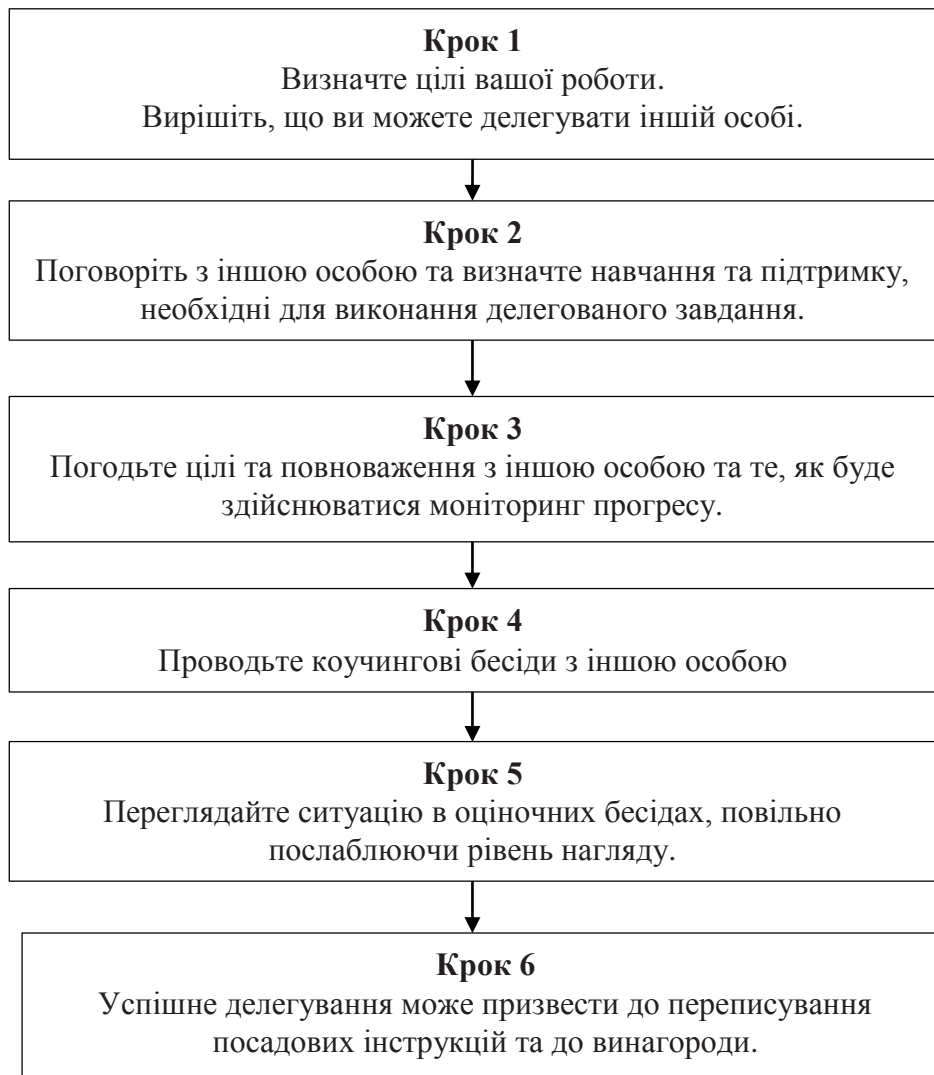 Крок 1
Визначте цілі вашої роботи.
Вирішіть, що ви можете делегувати іншій особі.
Крок 2
Поговоріть з іншою особою та визначте навчання та підтримку,
необхідні для виконання делегованого завдання.
Крок 3
Погодьте цілі та повноваження з іншою особою та те, як буде
здійснюватися моніторинг прогресу.
Крок 4
Проводьте коучингові бесіди з іншою особою
Крок 5
Переглядайте ситуацію в оціночних бесідах, повільно
послаблюючи рівень нагляду.
Крок 6
Успішне делегування може призвести до переписування
посадових інструкцій та до винагороди.